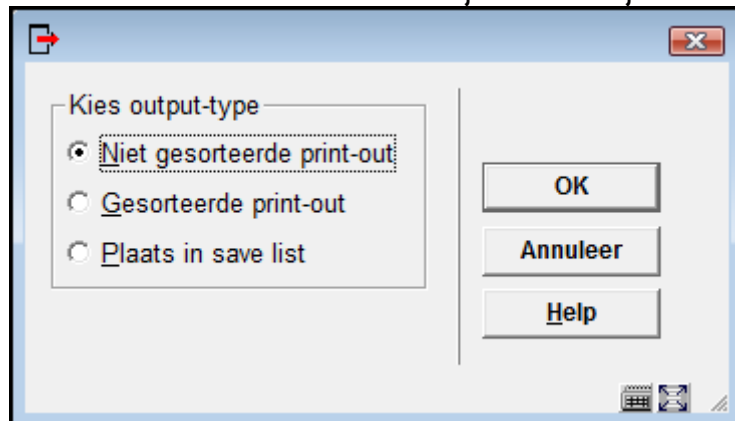 Kies output-type
Niet gesorteerde print-out
Gesorteerde print-out
Plaats in save list
OK
Annuleer
Help